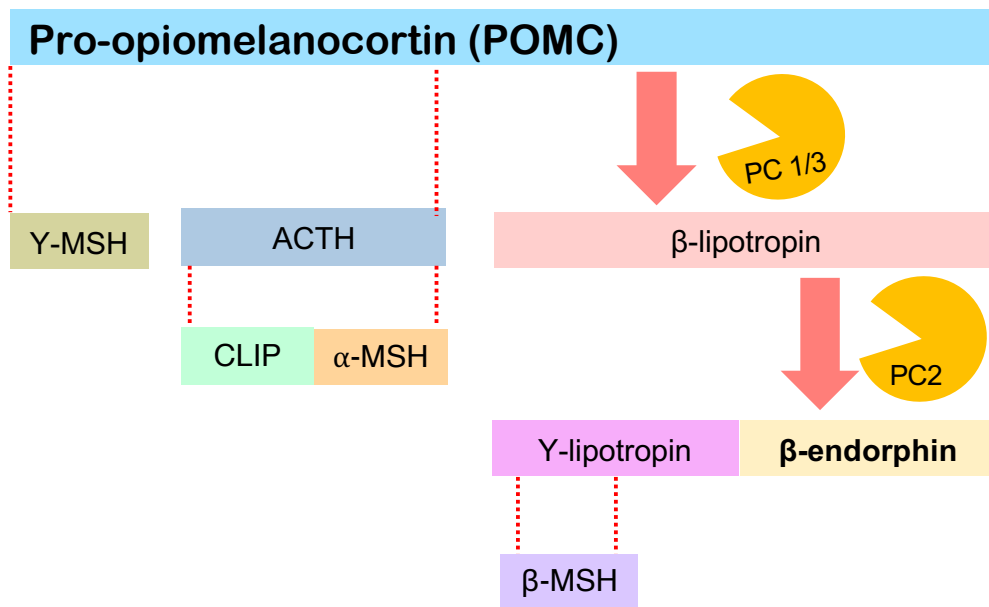 Pro-opiomelanocortin (POMC)
PC 1/3
Y-MSH
ACTH
β-lipotropin
CLIP
α-MSH
PC2
Y-lipotropin
β-endorphin
β-MSH